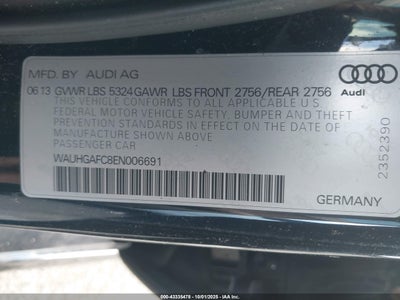 MFD. BY AUDI AG
06 13 GVWR LBS 5324 GAWR LBS FRONT 2756/REAR 2756
THIS VEHICLE CONFORMS TO ALL APPLICABLE U.S.
FEDERAL MOTOR VEHICLE SAFETY, BUMPER AND THEFT
PREVENTION STANDARDS IN EFFECT ON THE DATE OF
MANUFACTURE SHOWN ABOVE.
PASSENGER CAR
WAUHGAFC8EN006691
Audi
2352390
GERMANY
000-43335478 - 10/01/2025 - IAAI.COM